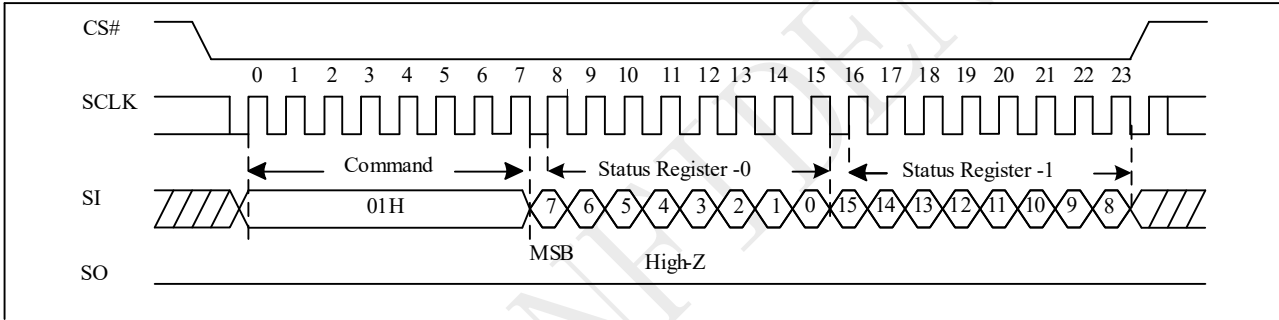 CS#
0 1 2 3 4 5 6 7 8 9 10 11 12 13 14 15 16 17 18 19 20 21 22 23
SCLK
Command Status Register -0 Status Register -1
SI 01H 7 6 5 4 3 2 1 0 15 14 13 12 11 10 9 8
MSB High-Z
SO